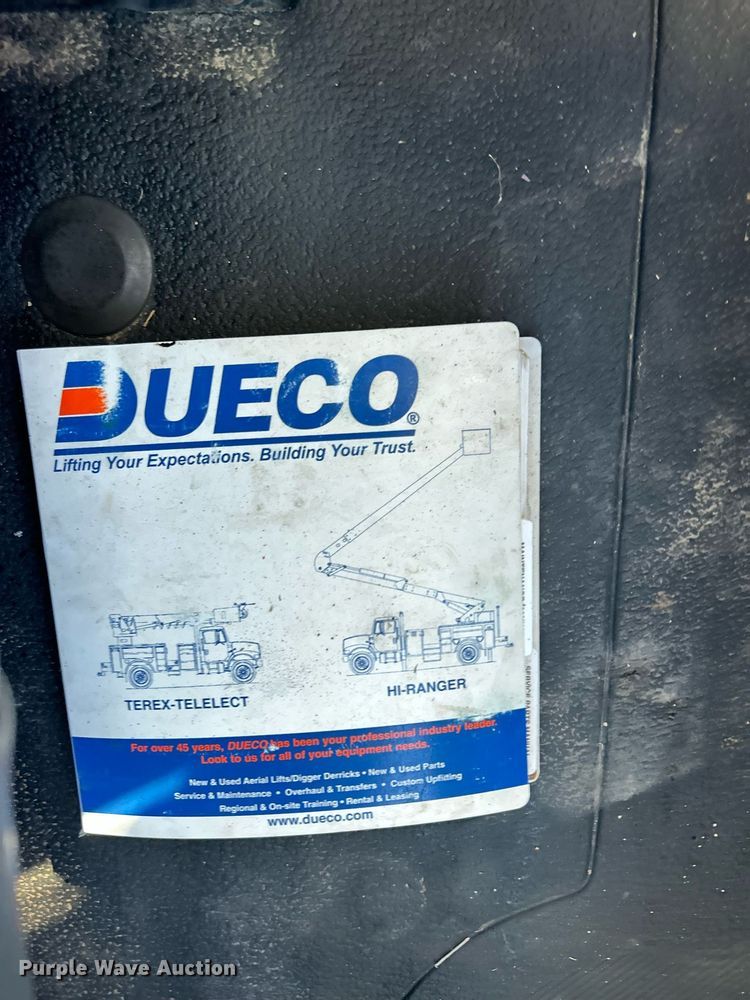 DUECO®
Lifting Your Expectations. Building Your Trust.
TEREX-TELELECT
HI-RANGER
For over 45 years, DUECO has been your professional industry leader.
Look to us for all of your equipment needs.
New & Used Aerial Lifts/Digger Derricks • New & Used Parts
Service & Maintenance • Overhaul & Transfers • Custom Upfitting
Regional & On-site Training • Rental & Leasing
www.dueco.com
Purple Wave Auction